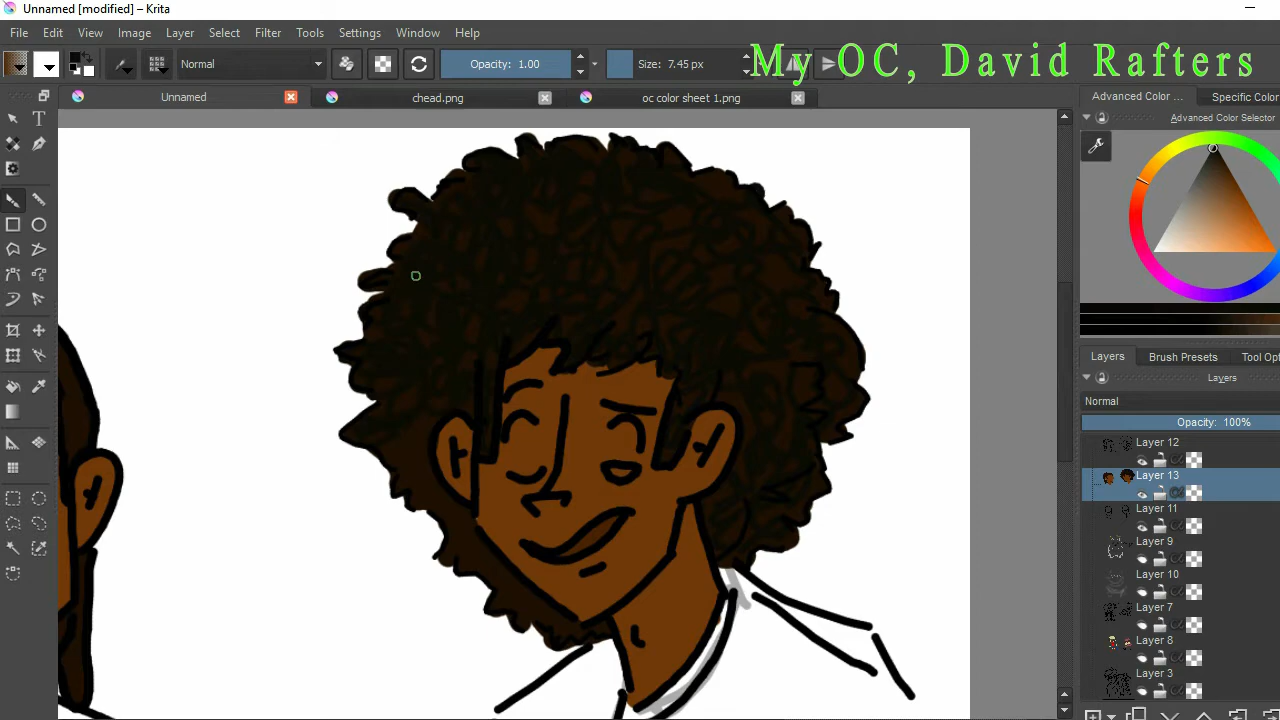 Unnamed [modified] – Krita
File Edit View Image Layer Select Filter Tools Settings Window Help
Normal Opacity: 1.00 Size: 7.45 px
My OC, David Rafters
Unnamed chead.png oc color sheet 1.png
Advanced Color ... Specific Color
Advanced Color Selector
Layers Brush Presets Tool Opt
Layers
Normal
Opacity: 100%
Layer 12
Layer 13
Layer 11
Layer 9
Layer 10
Layer 7
Layer 8
Layer 3